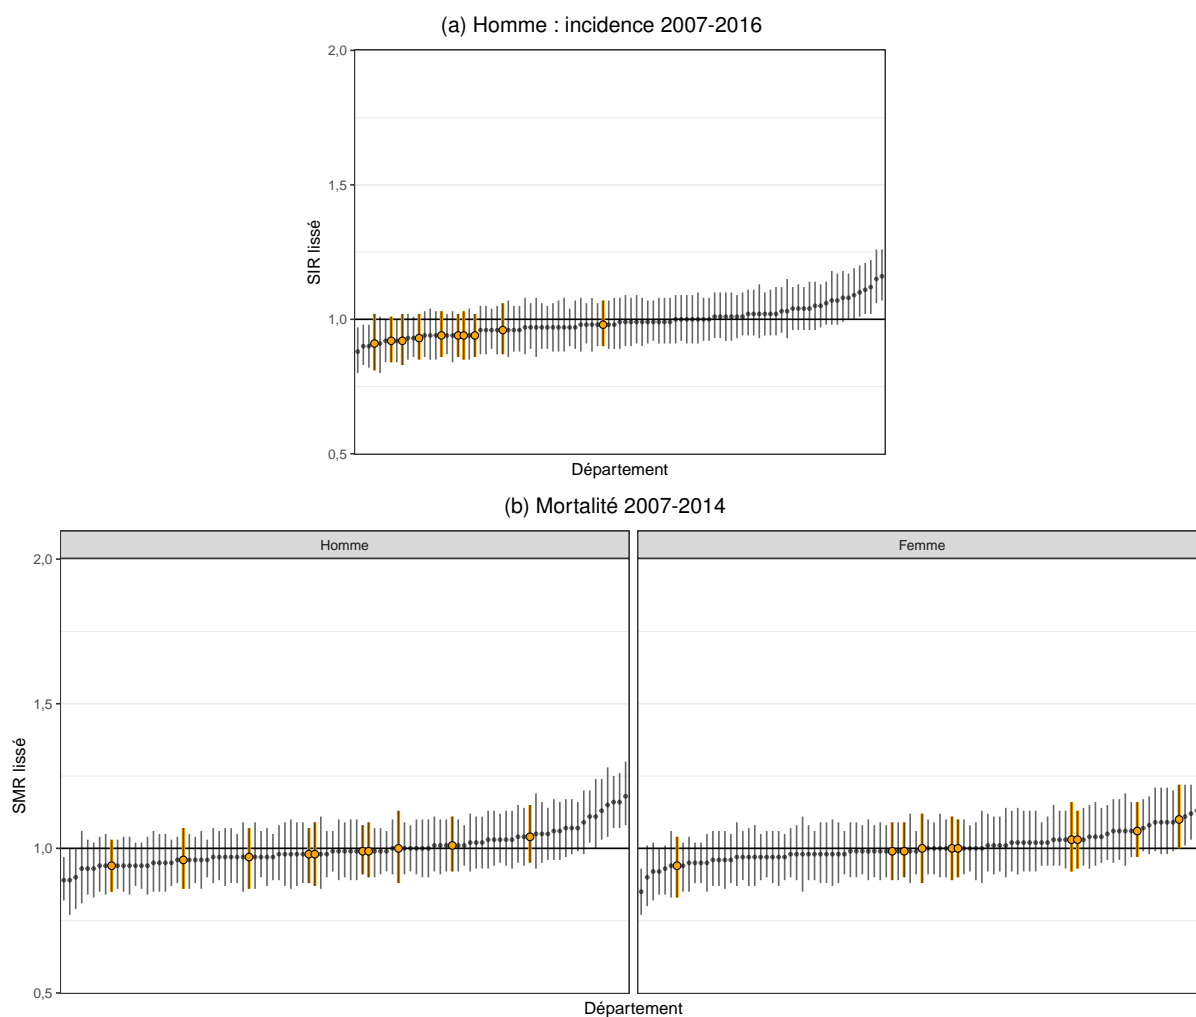 (a) Homme : incidence 2007-2016
2,0
1,5
1,0
0,5
SIR lissé
Département
(b) Mortalité 2007-2014
Homme
Femme
2,0
1,5
1,0
0,5
SMR lissé
Département